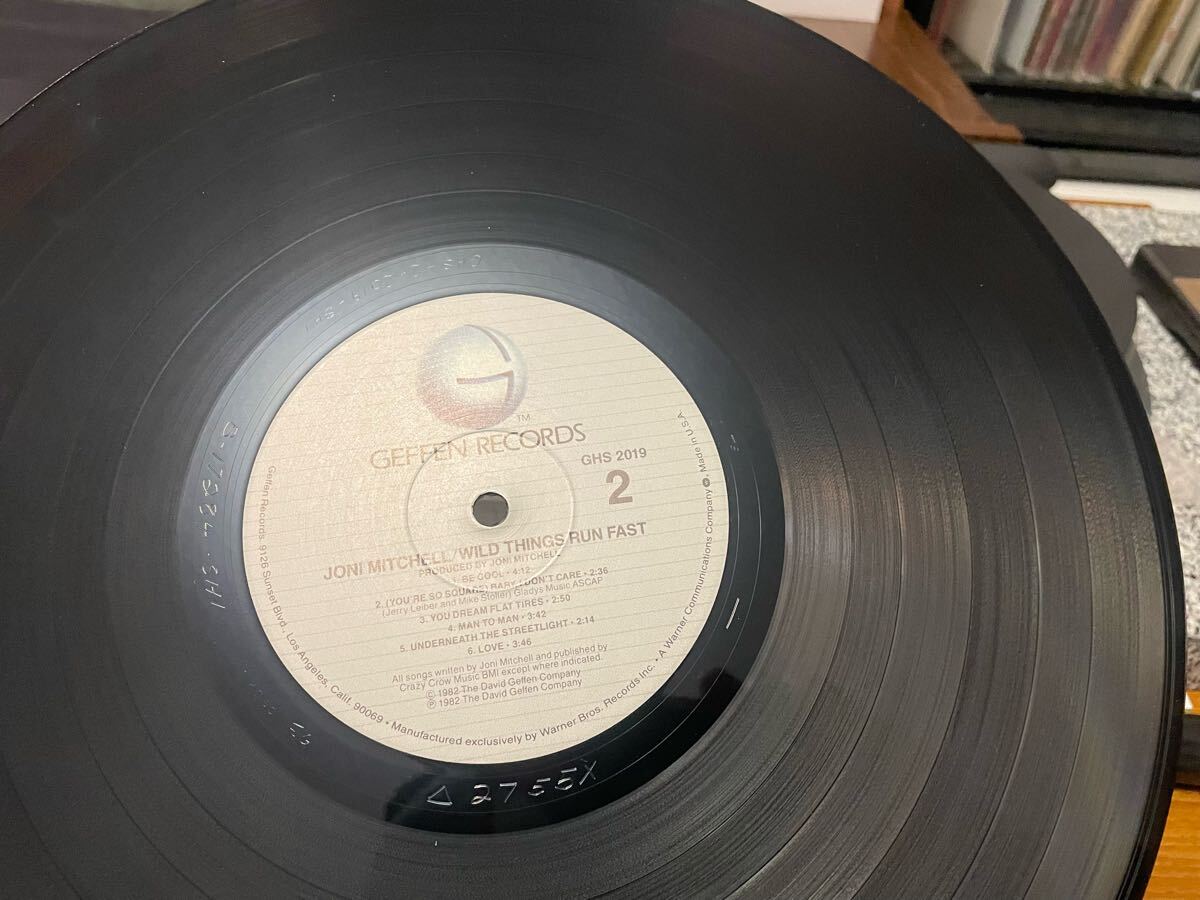 TM
GEFFEN RECORDS
GHS 2019
2
JONI MITCHELL/WILD THINGS RUN FAST
PRODUCED BY JONI MITCHELL
BE COOL • 4:12
2. (YOU'RE SO SQUARE) BABY, I DON'T CARE • 2:36
(Jerry Leiber and Mike Stoller) Gladys Music ASCAP
3. YOU DREAM FLAT TIRES • 2:50
4. MAN TO MAN • 3:42
5. UNDERNEATH THE STREETLIGHT • 2:14
6. LOVE • 3:46
All songs written by Joni Mitchell and published by
Crazy Crow Music BMI except where indicated.
© 1982 The David Geffen Company
℗ 1982 The David Geffen Company
Geffen Records, 9126 Sunset Blvd., Los Angeles, Calif. 90069 • Manufactured exclusively by Warner Bros. Records Inc. • A Warner Communications Company • Made in U.S.A.
△ 2755X